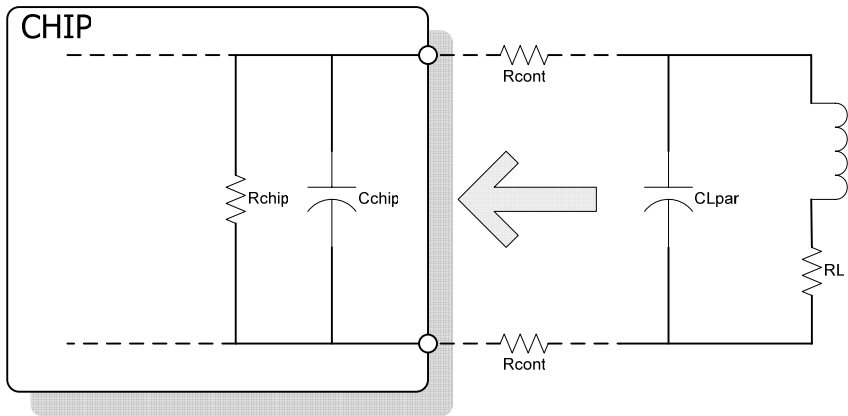 CHIP
Rcont
Rchip
Cchip
CLpar
RL
Rcont